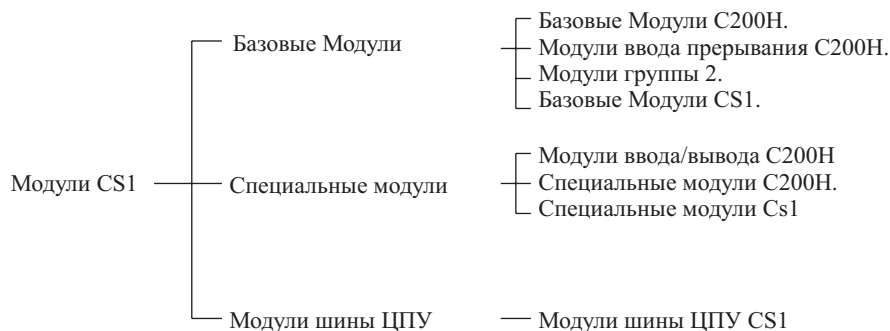 Базовые Модули
Базовые Модули C200H.
Модули ввода прерывания C200H.
Модули группы 2.
Базовые Модули CS1.
Модули CS1
Специальные модули
Модули ввода/вывода C200H
Специальные модули C200H.
Специальные модули Cs1
Модули шины ЦПУ
Модули шины ЦПУ CS1